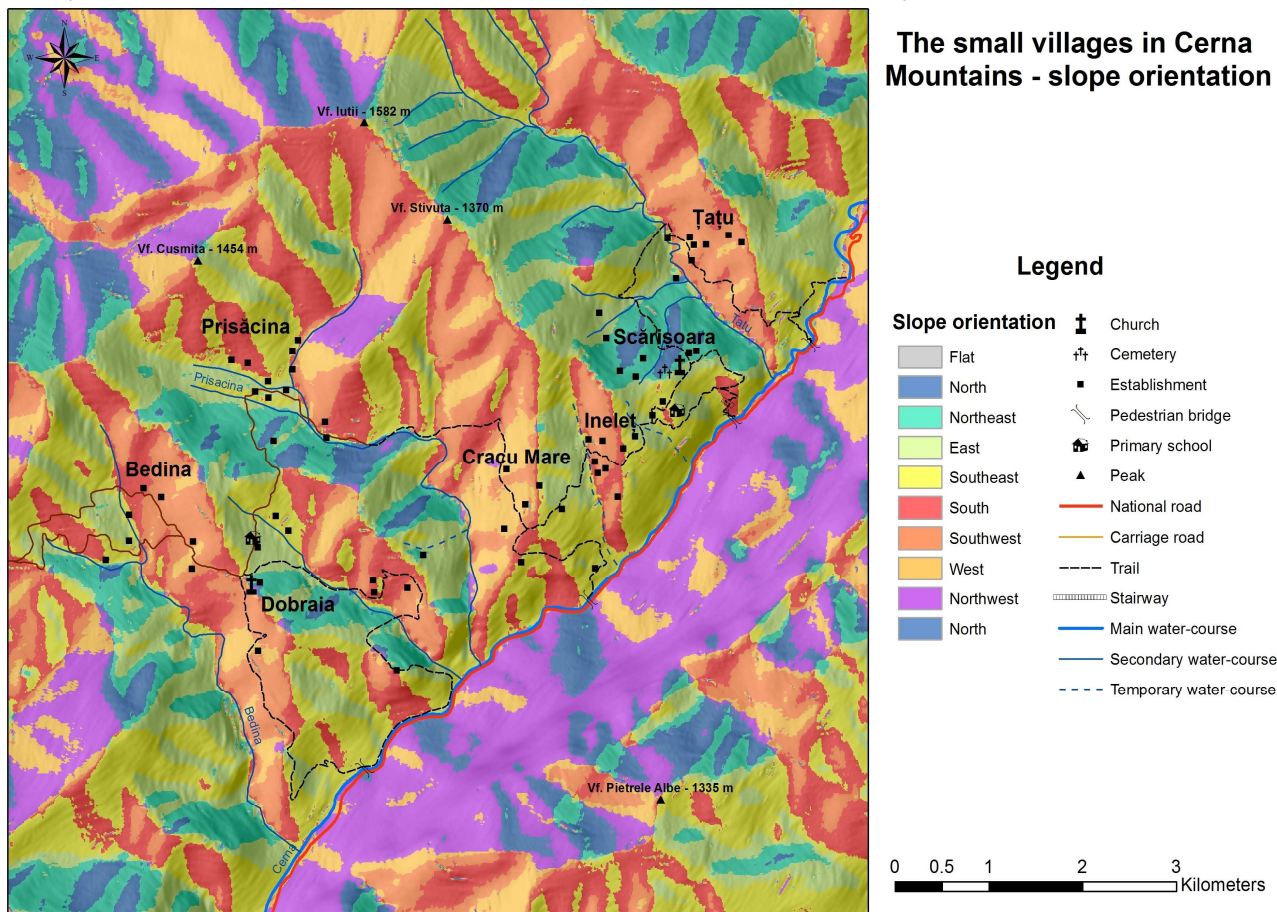 The small villages in Cerna
Mountains - slope orientation
N
W
E
S
Vf. Iutii - 1582 m
Vf. Stivuta - 1370 m
Vf. Cusmita - 1454 m
Țațu
Prisăcina
Scărișoara
Tatu
Prisacina
Ineleț
Cracu Mare
Bedina
Dobraia
Bedina
Vf. Pietrele Albe - 1335 m
Cerna
Legend
Slope orientation
Flat
North
Northeast
East
Southeast
South
Southwest
West
Northwest
North
Church
Cemetery
Establishment
Pedestrian bridge
Primary school
Peak
National road
Carriage road
Trail
Stairway
Main water-course
Secondary water-course
Temporary water-course
0 0.5 1 2 3
Kilometers